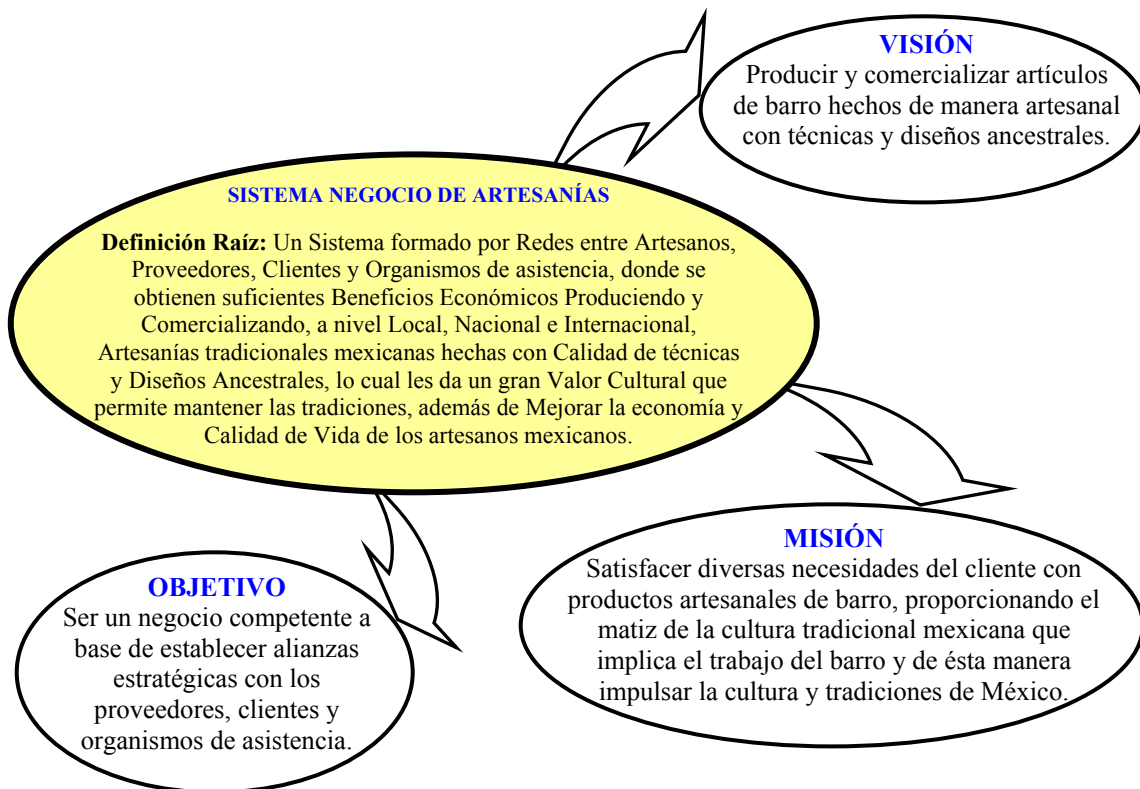 VISIÓN
Producir y comercializar artículos
de barro hechos de manera artesanal
con técnicas y diseños ancestrales.
SISTEMA NEGOCIO DE ARTESANÍAS
Definición Raíz: Un Sistema formado por Redes entre Artesanos,
Proveedores, Clientes y Organismos de asistencia, donde se
obtienen suficientes Beneficios Económicos Produciendo y
Comercializando, a nivel Local, Nacional e Internacional,
Artesanías tradicionales mexicanas hechas con Calidad de técnicas
y Diseños Ancestrales, lo cual les da un gran Valor Cultural que
permite mantener las tradiciones, además de Mejorar la economía y
Calidad de Vida de los artesanos mexicanos.
MISIÓN
Satisfacer diversas necesidades del cliente con
productos artesanales de barro, proporcionando el
matiz de la cultura tradicional mexicana que
implica el trabajo del barro y de ésta manera
impulsar la cultura y tradiciones de México.
OBJETIVO
Ser un negocio competente a
base de establecer alianzas
estratégicas con los
proveedores, clientes y
organismos de asistencia.